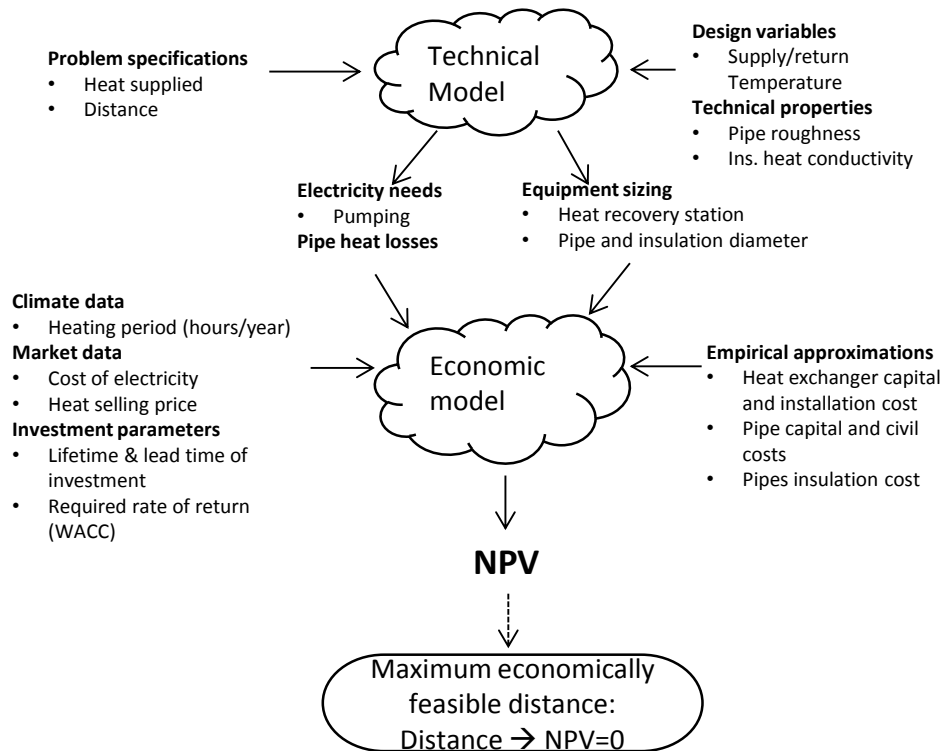 Technical
Model
Problem specifications
• Heat supplied
• Distance
Design variables
• Supply/return
Temperature
Technical properties
• Pipe roughness
• Ins. heat conductivity
Electricity needs
• Pumping
Pipe heat losses
Equipment sizing
• Heat recovery station
• Pipe and insulation diameter
Climate data
• Heating period (hours/year)
Market data
• Cost of electricity
• Heat selling price
Investment parameters
• Lifetime & lead time of
investment
• Required rate of return
(WACC)
Economic
model
Empirical approximations
• Heat exchanger capital
and installation cost
• Pipe capital and civil
costs
• Pipes insulation cost
NPV
Maximum economically
feasible distance:
Distance → NPV=0